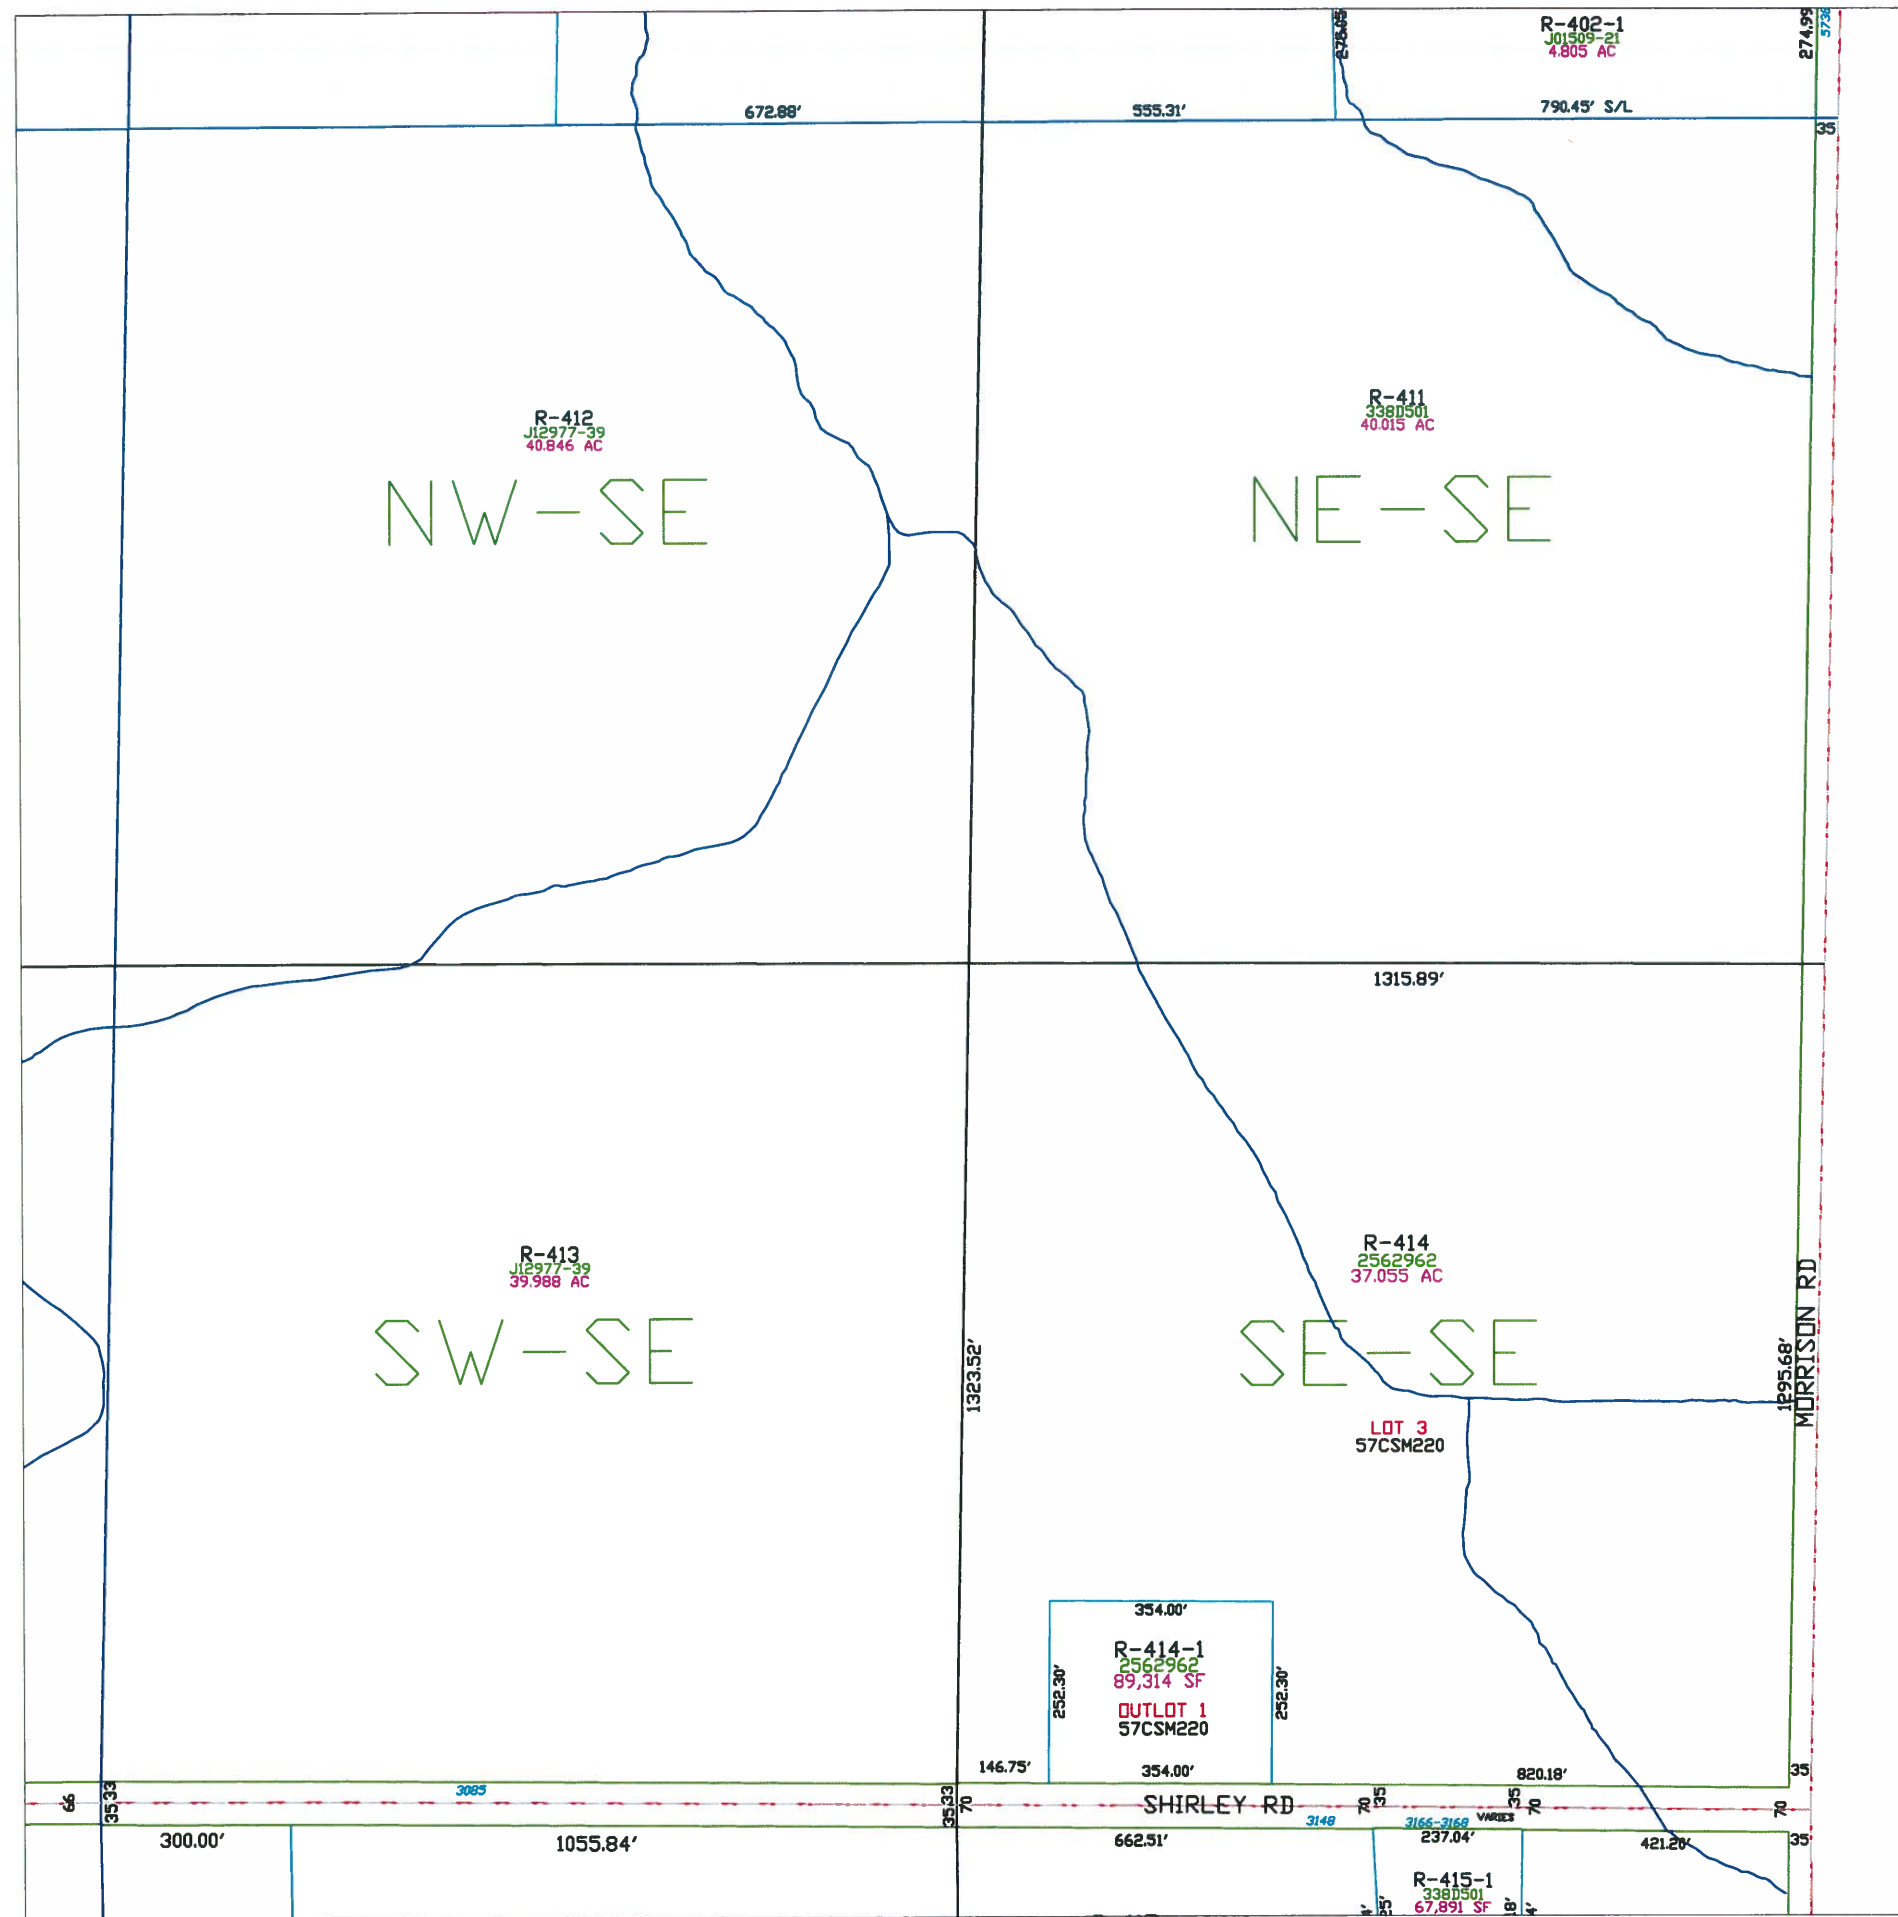 R-402-1
J01509-21
4.805 AC
274.99
5736
672.88'
555.31'
790.45' S/L
35
R-412
J12977-39
40.846 AC
NW-SE
R-411
338D501
40.015 AC
NE-SE
1315.89'
R-413
J12977-39
39.988 AC
SW-SE
R-414
2562962
37.055 AC
SE-SE
LOT 3
57CSM220
1323.52'
1295.68'
MORRISON RD
354.00'
R-414-1
2562962
89,314 SF
OUTLOT 1
57CSM220
252.30'
252.30'
146.75'
354.00'
820.18'
35
66
35.33
3085
35.33
70
SHIRLEY RD
70
35
35
70
VARIES
70
3148
3166-3168
300.00'
1055.84'
662.51'
237.04'
421.20'
35
R-415-1
338D501
67,891 SF